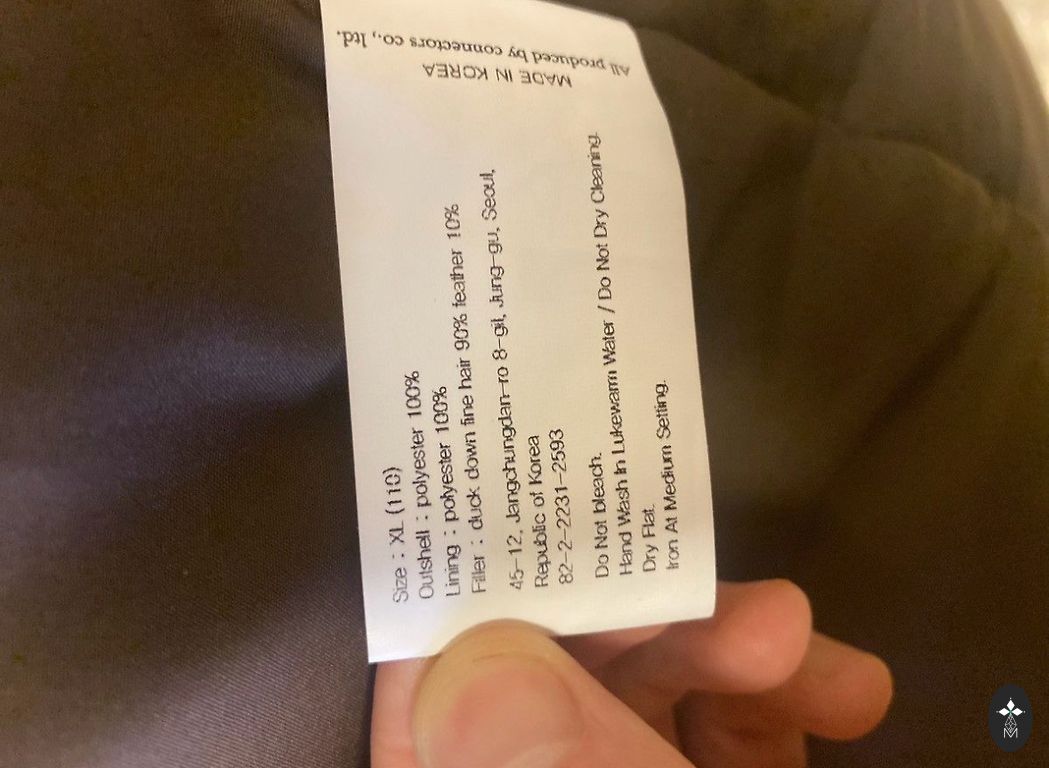 Size : XL (110)
Outshell : polyester 100%
Lining : polyester 100%
Filler : duck down fine hair 90% feather 10%
45-12, Jangchungdan-ro 8-gil, Jung-gu, Seoul,
Republic of Korea
82-2-2231-2593
Do Not bleach.
Hand Wash In Lukewarm Water / Do Not Dry Cleaning.
Dry Flat.
Iron At Medium Setting.
MADE IN KOREA
All produced by connectors co., ltd.
M